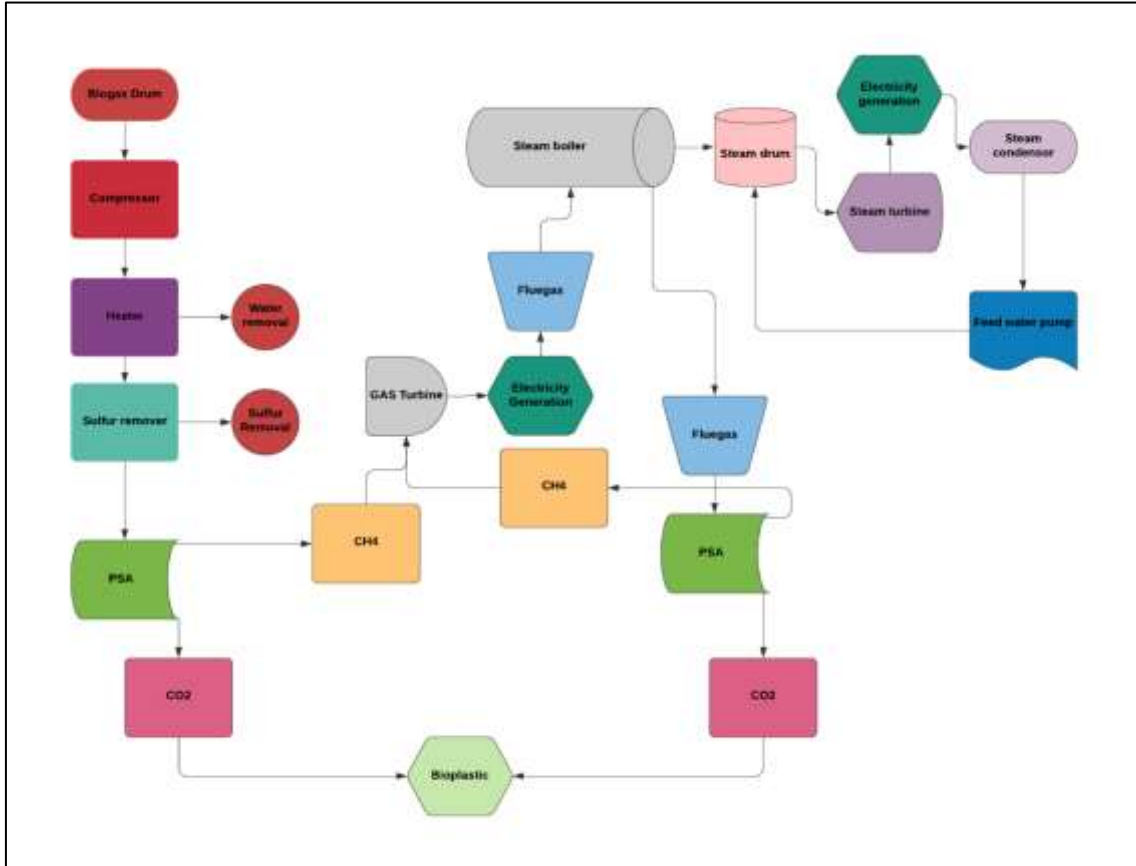 Biogas Drum
Compressor
Heater
Water
removal
Sulfur remover
Sulfur
Removal
PSA
CO2
CH4
GAS Turbine
Electricity
Generation
Fluegas
Steam boiler
Steam drum
Steam turbine
Electricity
generation
Steam
condensor
Feed water pump
Fluegas
PSA
CH4
CO2
Bioplastic